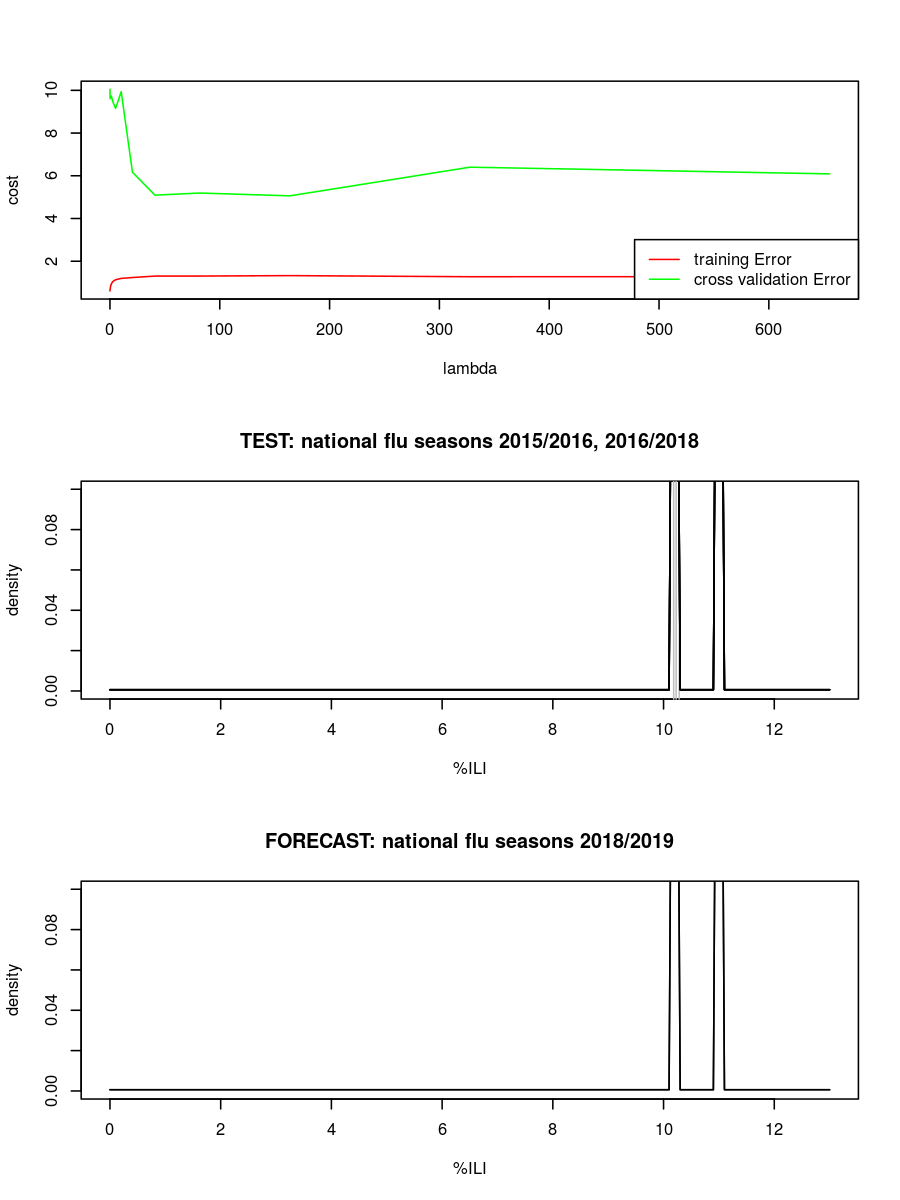 10
8
6
4
2
cost
training Error
cross validation Error
0 100 200 300 400 500 600
lambda
TEST: national flu seasons 2015/2016, 2016/2018
0.08
0.04
0.00
density
0 2 4 6 8 10 12
%ILI
FORECAST: national flu seasons 2018/2019
0.08
0.04
0.00
density
0 2 4 6 8 10 12
%ILI